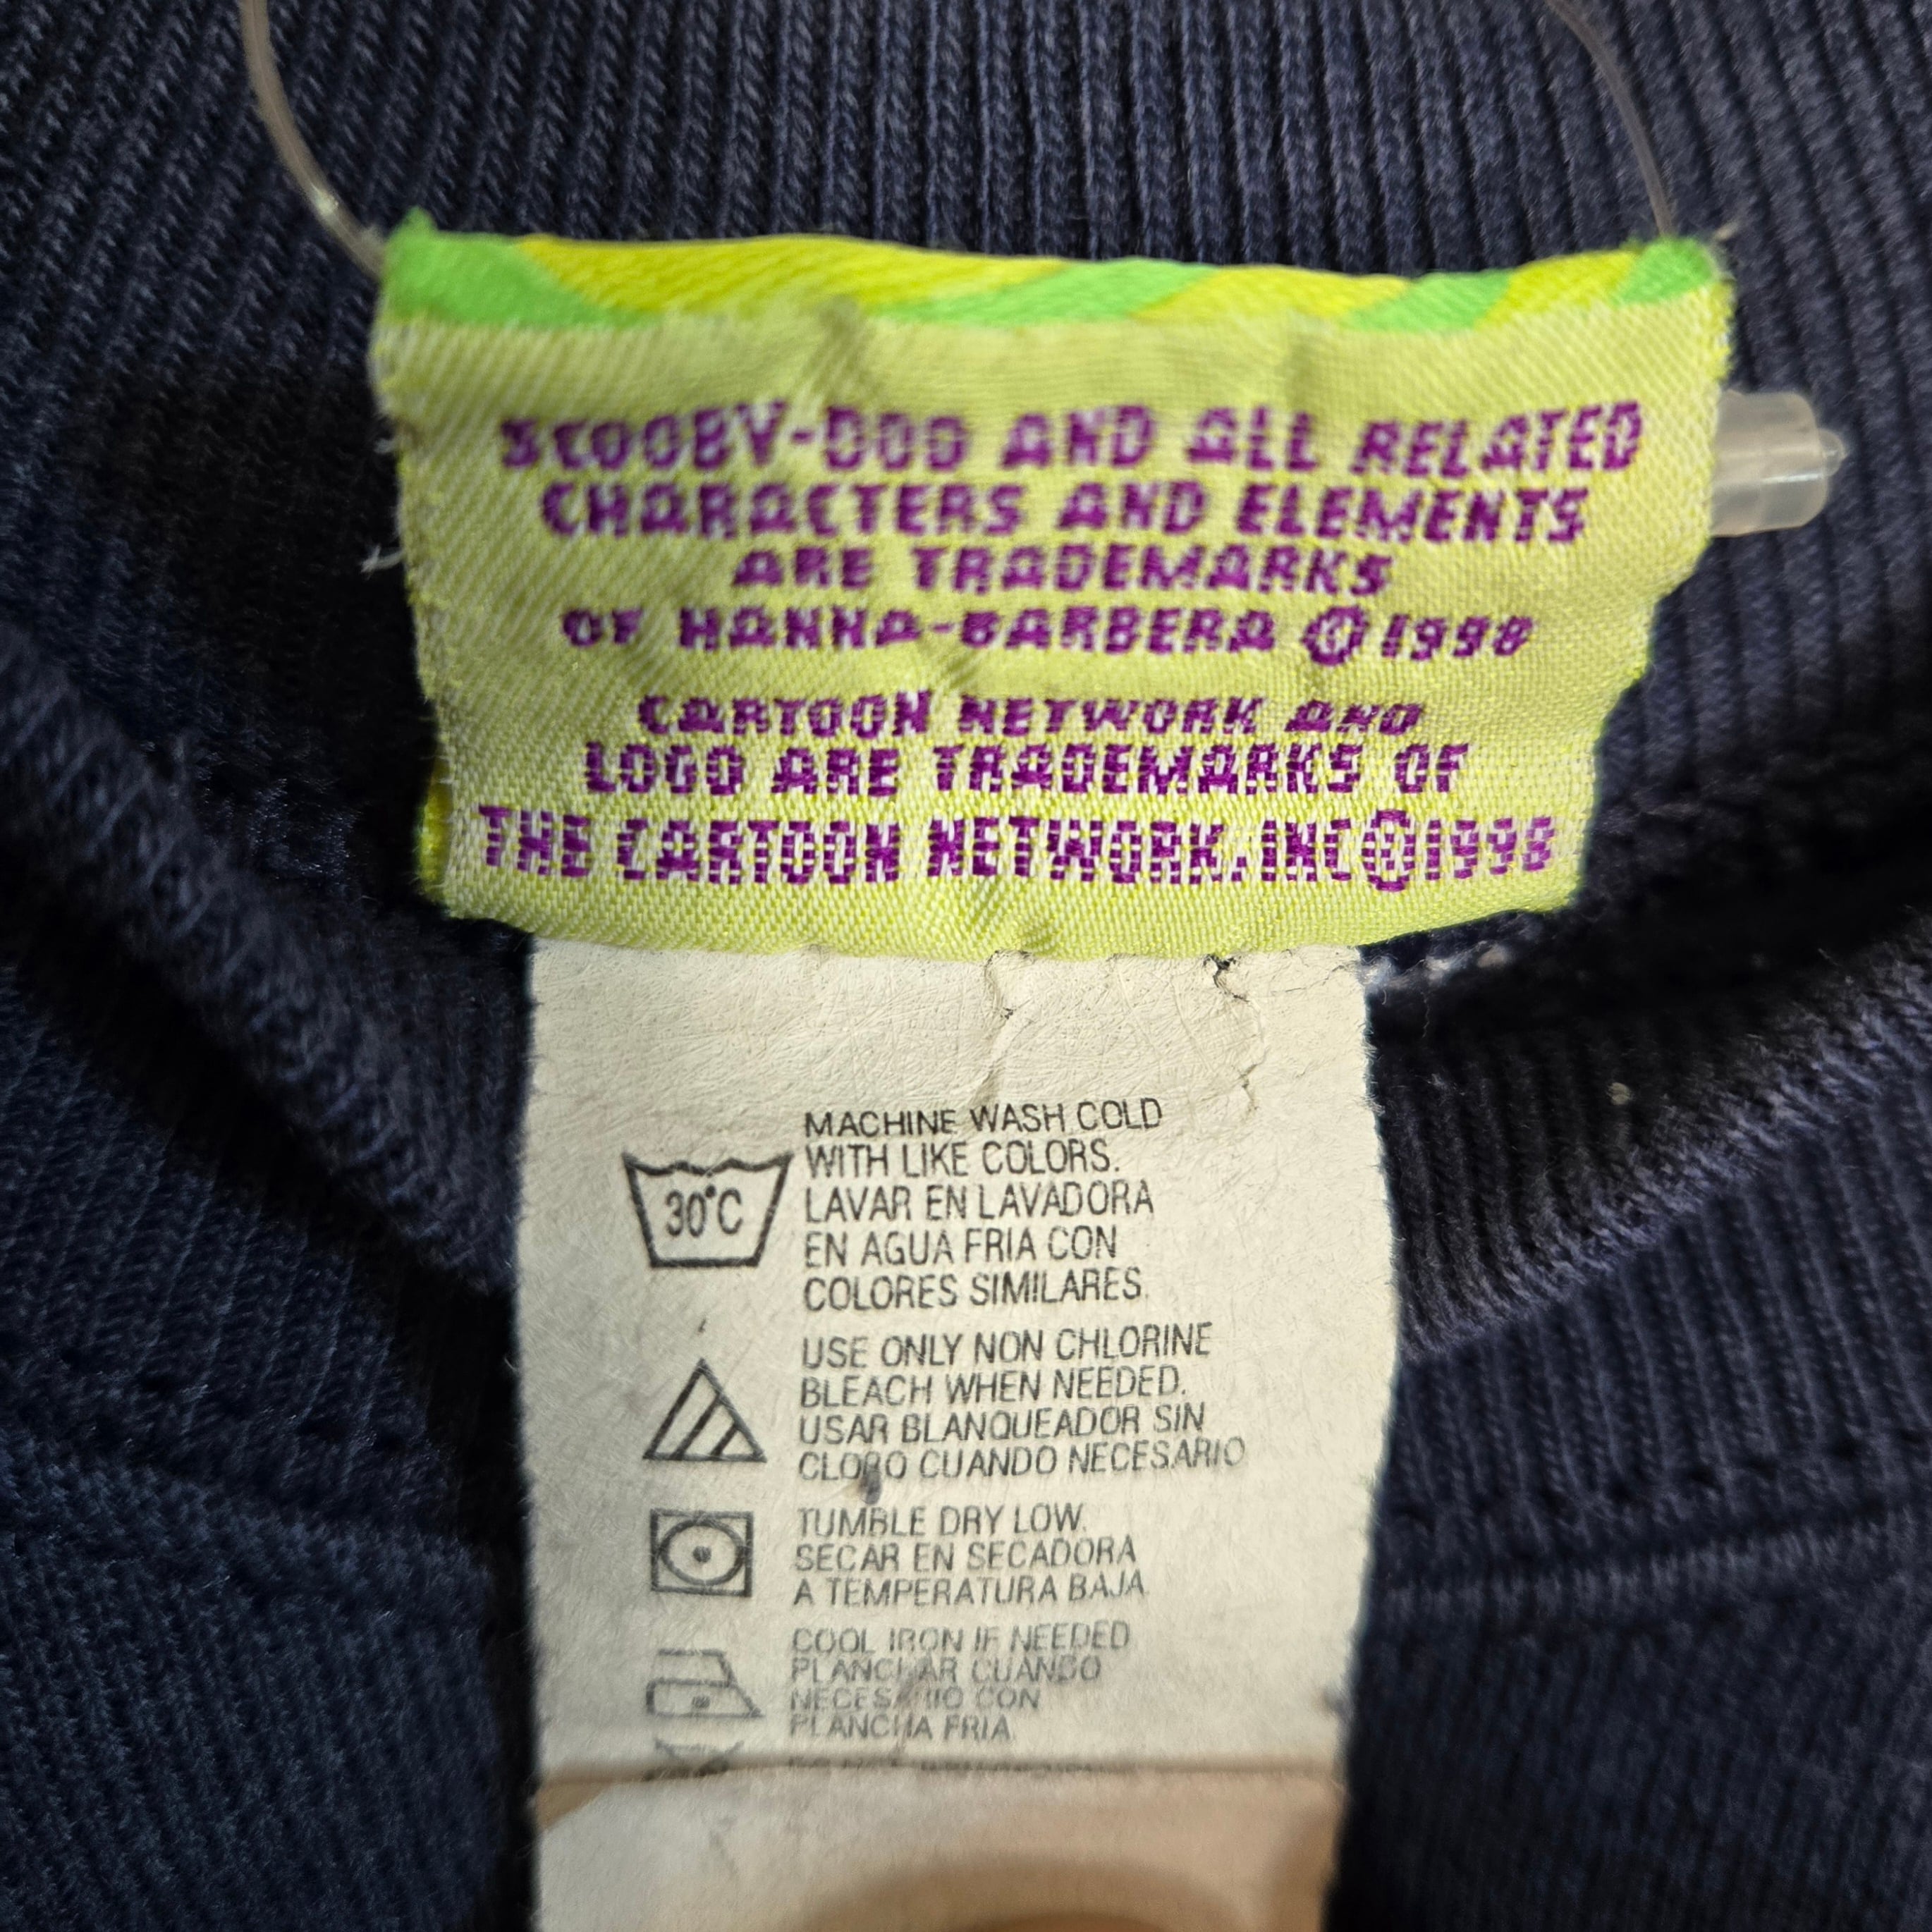 SCOOBY-DOO AND ALL RELATED
CHARACTERS AND ELEMENTS
ARE TRADEMARKS
OF HANNA-BARBERA © 1998
CARTOON NETWORK AND
LOGO ARE TRADEMARKS OF
THE CARTOON NETWORK, INC © 1998
MACHINE WASH COLD
WITH LIKE COLORS.
30°C
LAVAR EN LAVADORA
EN AGUA FRIA CON
COLORES SIMILARES.
USE ONLY NON CHLORINE
BLEACH WHEN NEEDED.
USAR BLANQUEADOR SIN
CLORO CUANDO NECESARIO
TUMBLE DRY LOW.
SECAR EN SECADORA
A TEMPERATURA BAJA
COOL IRON IF NEEDED
PLANCHAR CUANDO
NECESARIO CON
PLANCHA FRIA